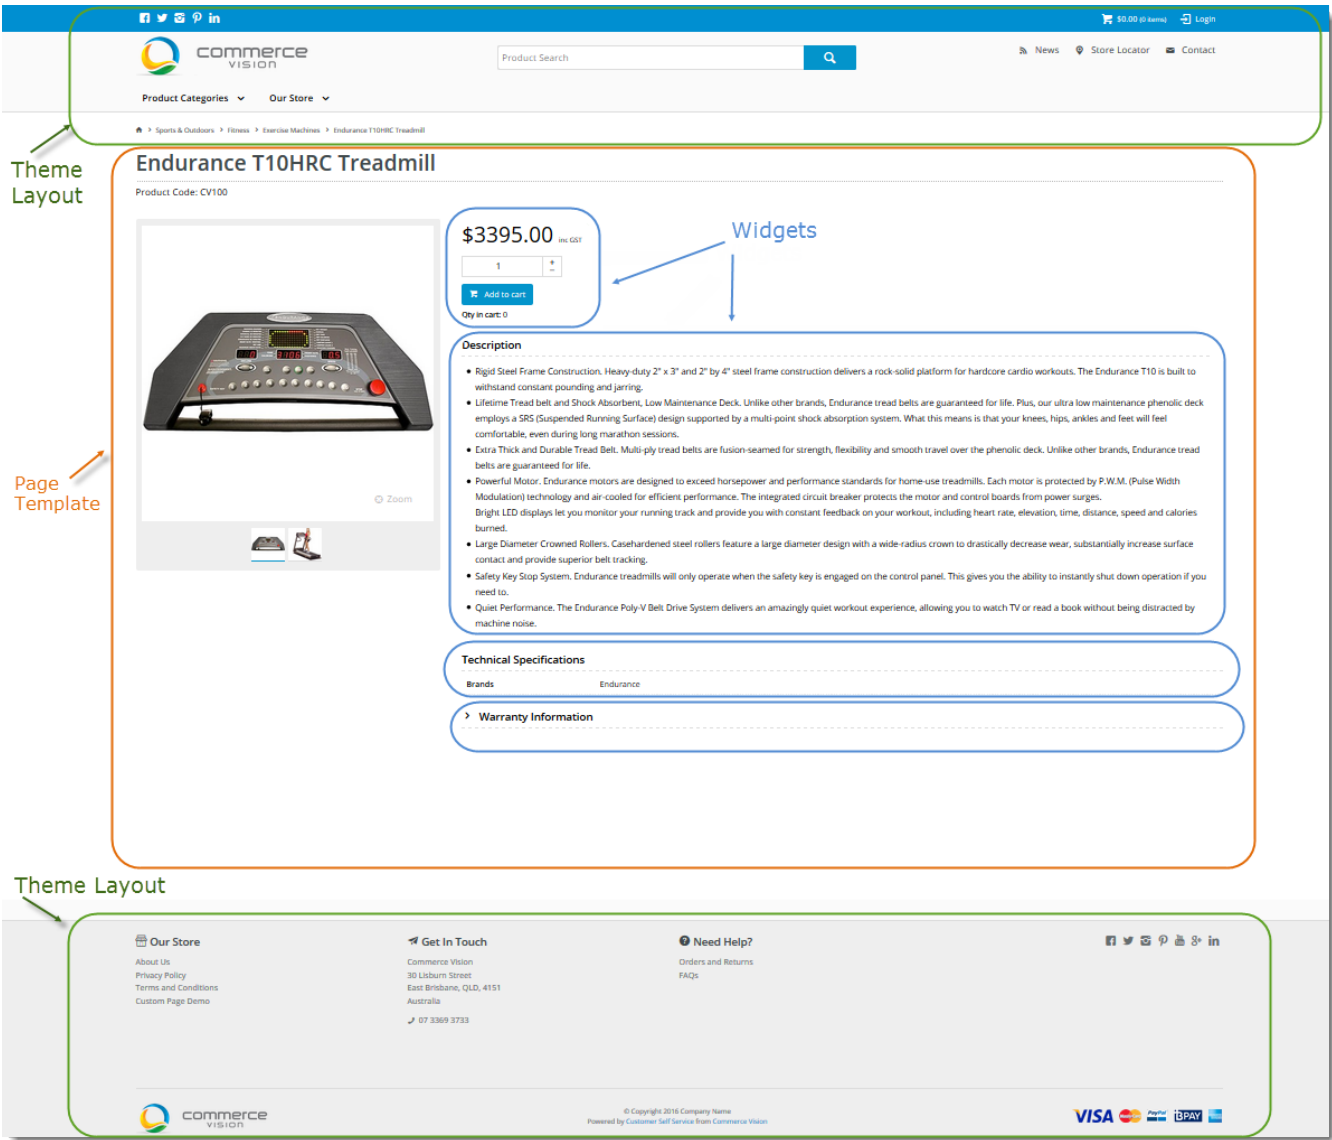 $0.00 (0 items) Login
commerce
VISION
Product Search
News Store Locator Contact
Product Categories Our Store
> Sports & Outdoors > Fitness > Exercise Machines > Endurance T10HRC Treadmill
Theme
Layout
Endurance T10HRC Treadmill
Product Code: CV100
Widgets
$3395.00 inc GST
1 + −
Add to cart
Qty in cart: 0
Description
• Rigid Steel Frame Construction. Heavy-duty 2" x 3" and 2" by 4" steel frame construction delivers a rock-solid platform for hardcore cardio workouts. The Endurance T10 is built to
withstand constant pounding and jarring.
• Lifetime Tread belt and Shock Absorbent, Low Maintenance Deck. Unlike other brands, Endurance tread belts are guaranteed for life. Plus, our ultra low maintenance phenolic deck
employs a SRS (Suspended Running Surface) design supported by a multi-point shock absorption system. What this means is that your knees, hips, ankles and feet will feel
comfortable, even during long marathon sessions.
• Extra Thick and Durable Tread Belt. Multi-ply tread belts are fusion-seamed for strength, flexibility and smooth travel over the phenolic deck. Unlike other brands, Endurance tread
belts are guaranteed for life.
• Powerful Motor. Endurance motors are designed to exceed horsepower and performance standards for home-use treadmills. Each motor is protected by P.W.M. (Pulse Width
Modulation) technology and air-cooled for efficient performance. The integrated circuit breaker protects the motor and control boards from power surges.
Bright LED displays let you monitor your running track and provide you with constant feedback on your workout, including heart rate, elevation, time, distance, speed and calories
burned.
• Large Diameter Crowned Rollers. Casehardened steel rollers feature a large diameter design with a wide-radius crown to drastically decrease wear, substantially increase surface
contact and provide superior belt tracking.
• Safety Key Stop System. Endurance treadmills will only operate when the safety key is engaged on the control panel. This gives you the ability to instantly shut down operation if you
need to.
• Quiet Performance. The Endurance Poly-V Belt Drive System delivers an amazingly quiet workout experience, allowing you to watch TV or read a book without being distracted by
machine noise.
Zoom
Page
Template
Technical Specifications
Brands Endurance
> Warranty Information
Theme Layout
Our Store
About Us
Privacy Policy
Terms and Conditions
Custom Page Demo
Get In Touch
Commerce Vision
30 Lisburn Street
East Brisbane, QLD, 4151
Australia
07 3369 3733
Need Help?
Orders and Returns
FAQs
commerce
VISION
© Copyright 2016 Company Name
Powered by Customer Self Service from Commerce Vision
VISA PayPal BPAY